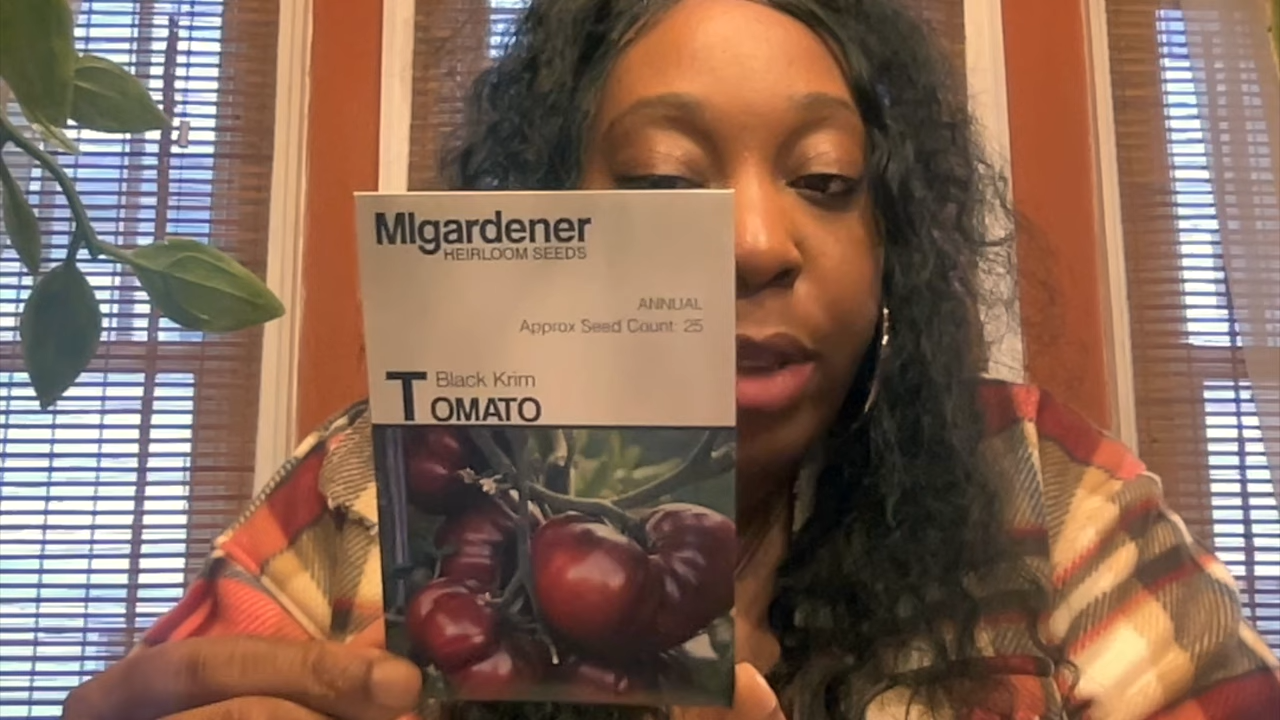 MIgardener
HEIRLOOM SEEDS
ANNUAL
Approx Seed Count: 25
Black Krim
TOMATO